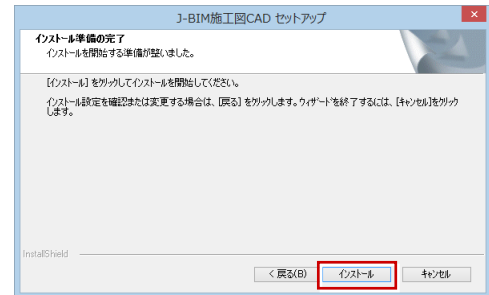 J-BIM施工図CAD セットアップ
インストール準備の完了
インストールを開始する準備が整いました。
[インストール] をクリックしてインストールを開始してください。
インストール設定を確認または変更する場合は、[戻る] をクリックします。ウィザードを終了するには、[キャンセル]をクリック
します。
InstallShield
< 戻る(B) インストール キャンセル